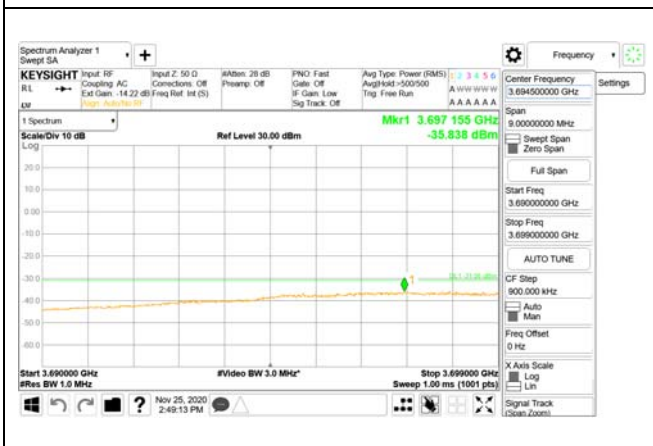 Spectrum Analyzer 1
Swept SA
+
Frequency
KEYSIGHT
RL
Input: RF
Coupling: AC
Ext Gain: -14.22 dB
Align: Auto/No RF
Input Z: 50 Ω
Corrections: Off
Freq Ref: Int (S)
#Atten: 28 dB
Preamp: Off
PNO: Fast
Gate: Off
IF Gain: Low
Sig Track: Off
Avg Type: Power (RMS)
Avg|Hold:>500/500
Trig: Free Run
1 2 3 4 5 6
A W W W W W
A A A A A A
1 Spectrum
Scale/Div 10 dB
Log
Ref Level 30.00 dBm
Mkr1 3.697 155 GHz
-35.838 dBm
20.0
10.0
0.00
-10.0
-20.0
-30.0
-40.0
-50.0
-60.0
1
Start 3.690000 GHz
#Res BW 1.0 MHz
#Video BW 3.0 MHz*
Stop 3.699000 GHz
Sweep 1.00 ms (1001 pts)
?
Nov 25, 2020
2:49:13 PM
Center Frequency
3.694500000 GHz
Settings
Span
9.00000000 MHz
Swept Span
Zero Span
Full Span
Start Freq
3.690000000 GHz
Stop Freq
3.699000000 GHz
AUTO TUNE
CF Step
900.000 kHz
Auto
Man
Freq Offset
0 Hz
X Axis Scale
Log
Lin
Signal Track
(Span Zoom)